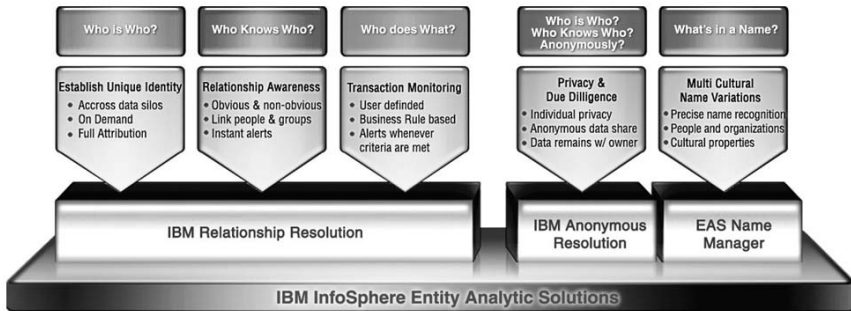 Who is Who?
Who Knows Who?
Who does What?
Who is Who?
Who Knows Who?
Anonymously?
What's in a Name?
Establish Unique Identity
• Accross data silos
• On Demand
• Full Attribution
Relationship Awareness
• Obvious & non-obvious
• Link people & groups
• Instant alerts
Transaction Monitoring
• User definded
• Business Rule based
• Alerts whenever
criteria are met
Privacy &
Due Dilligence
• Individual privacy
• Anonymous data share
• Data remains w/ owner
Multi Cultural
Name Variations
• Precise name recognition
• People and organizations
• Cultural properties
IBM Relationship Resolution
IBM Anonymous
Resolution
EAS Name
Manager
IBM InfoSphere Entity Analytic Solutions